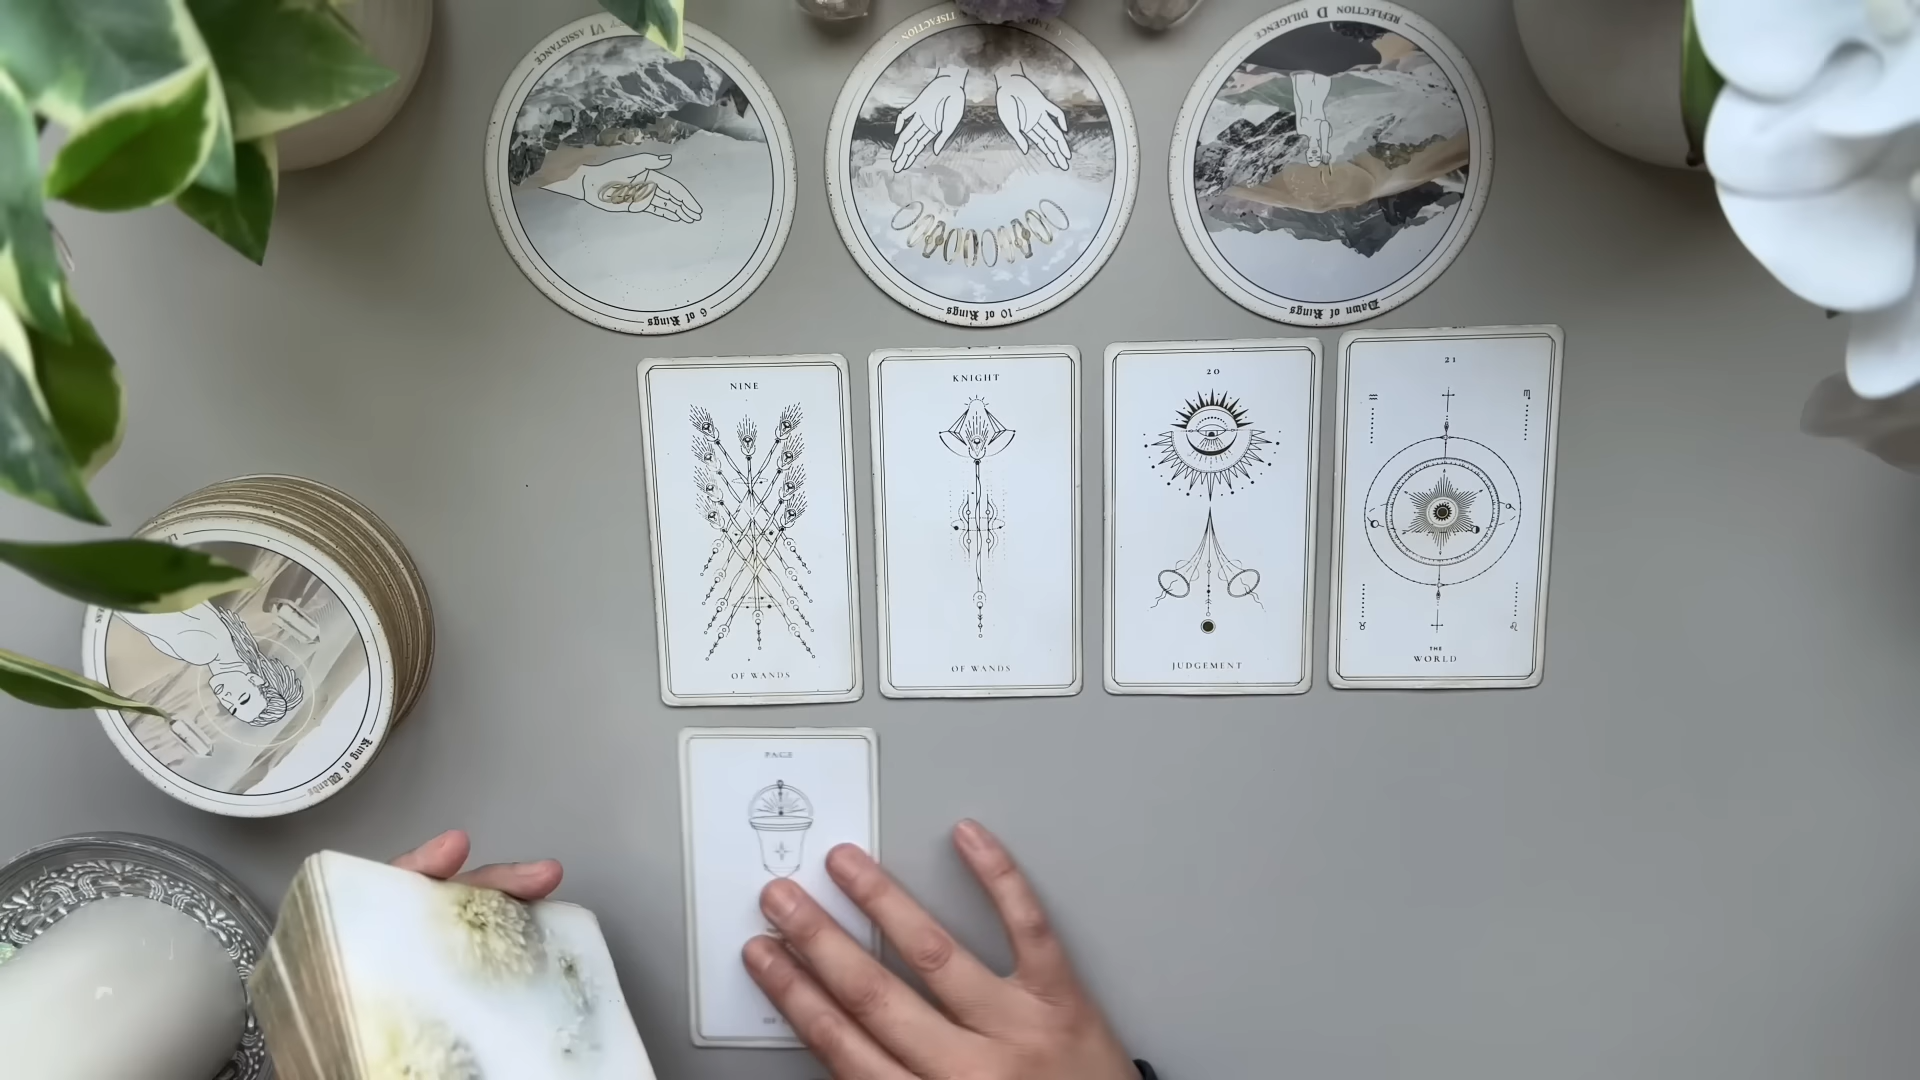 VI ASSISTANCE
6 of Rings
10 of Rings
REFLECTION D DILIGENCE
Dawn of Rings
NINE
OF WANDS
KNIGHT
OF WANDS
20
JUDGEMENT
21
THE
WORLD
King of Wands
PAGE